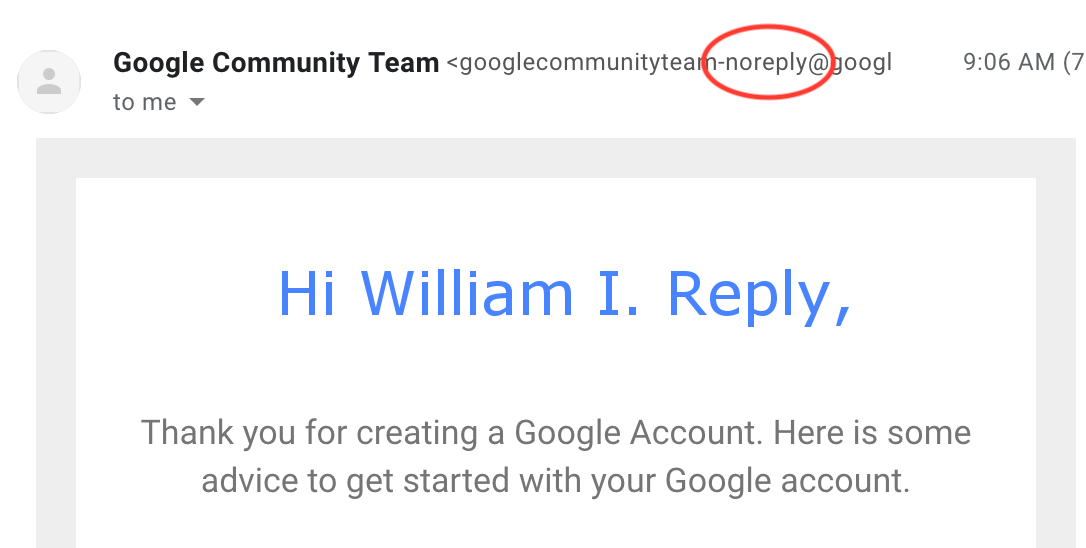 Google Community Team <googlecommunityteam-noreply@googl 9:06 AM (7
to me
Hi William I. Reply,
Thank you for creating a Google Account. Here is some
advice to get started with your Google account.